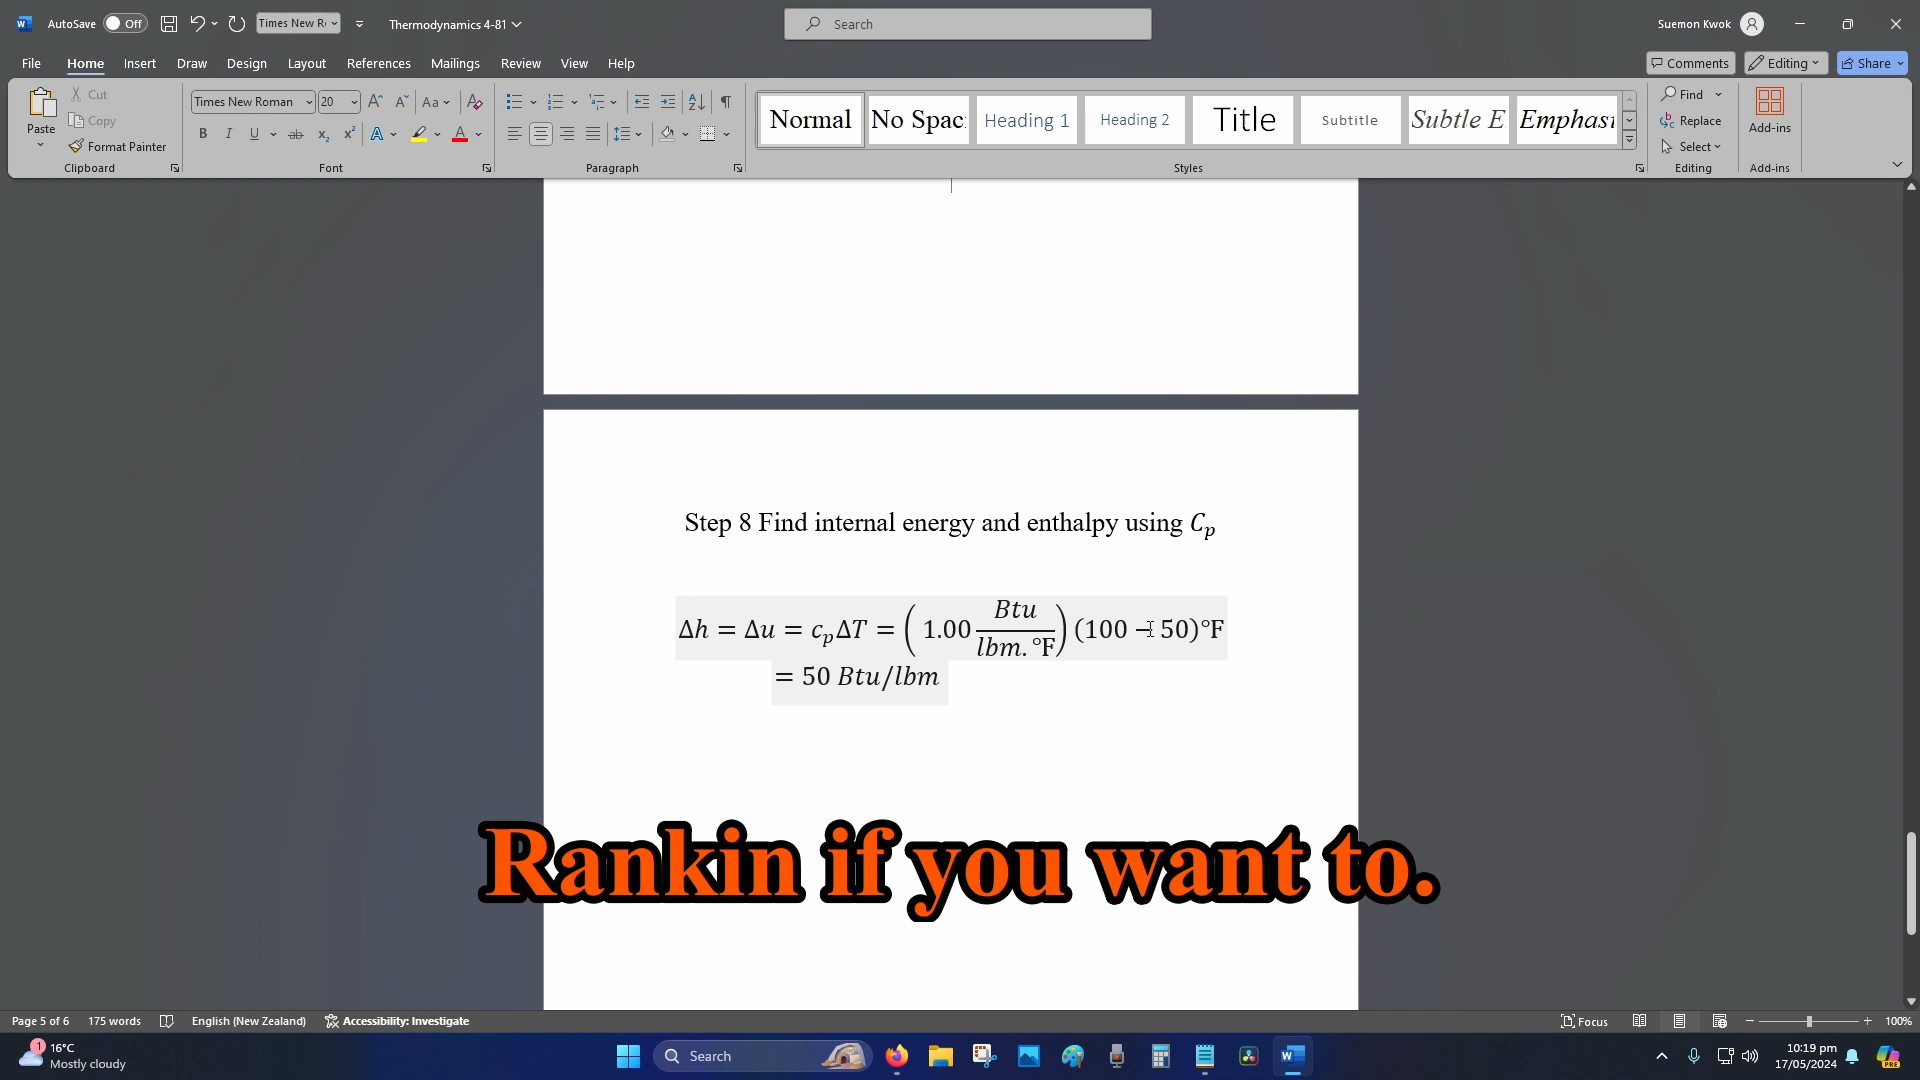 AutoSave Off Times New R Thermodynamics 4-81 Search Suemon Kwok
File Home Insert Draw Design Layout References Mailings Review View Help Comments Editing Share
Paste Cut Copy Format Painter
Clipboard
Times New Roman 20
Font
Paragraph
Normal No Spac Heading 1 Heading 2 Title Subtitle Subtle E Emphasi
Styles
Find Replace Select
Editing
Add-ins
Add-ins
Step 8 Find internal energy and enthalpy using Cₚ
Δh = Δu = cₚΔT = ( 1.00 Btu/lbm.°F ) (100 − 50)°F
= 50 Btu/lbm
Rankin if you want to.
Page 5 of 6 175 words English (New Zealand) Accessibility: Investigate Focus 100%
1 16°C
Mostly cloudy
Search
10:19 pm
17/05/2024